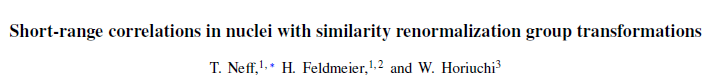 Short-range correlations in nuclei with similarity renormalization group transformations
T. Neff,1,* H. Feldmeier,1,2 and W. Horiuchi3